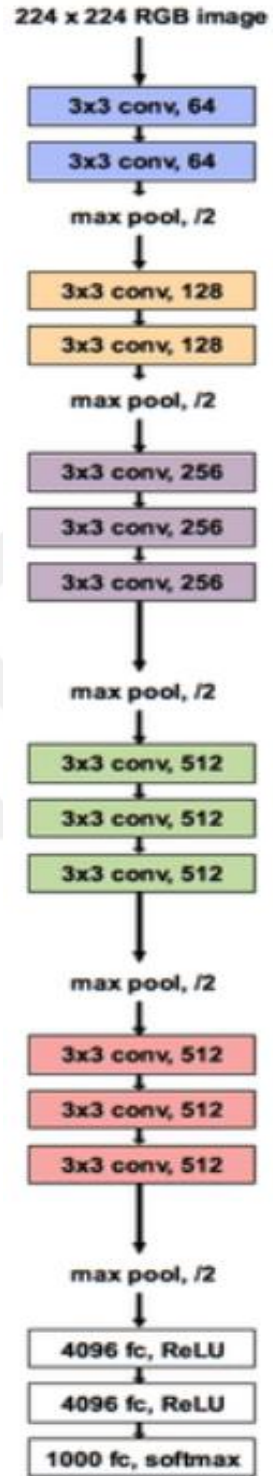 224 x 224 RGB image
3x3 conv, 64
3x3 conv, 64
max pool, /2
3x3 conv, 128
3x3 conv, 128
max pool, /2
3x3 conv, 256
3x3 conv, 256
3x3 conv, 256
max pool, /2
3x3 conv, 512
3x3 conv, 512
3x3 conv, 512
max pool, /2
3x3 conv, 512
3x3 conv, 512
3x3 conv, 512
max pool, /2
4096 fc, ReLU
4096 fc, ReLU
1000 fc, softmax